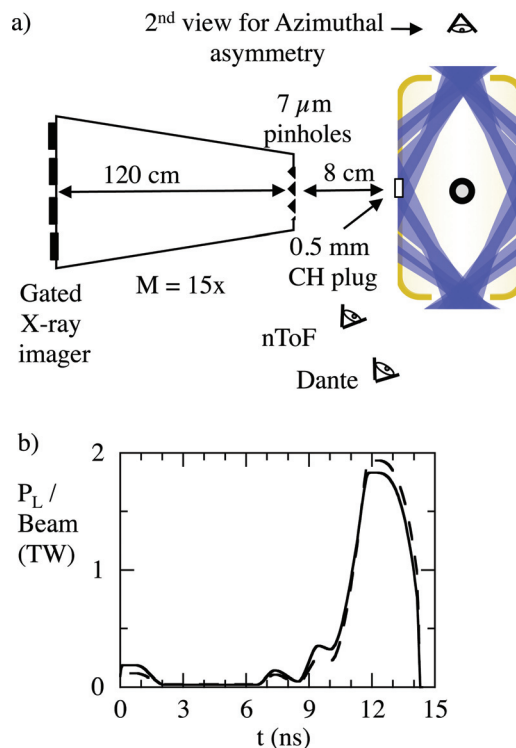 a)
2nd view for Azimuthal
asymmetry
7 µm
pinholes
120 cm
8 cm
0.5 mm
CH plug
M = 15x
Gated
X-ray
imager
nToF
Dante
b)
2
P_L /
Beam
(TW)
1
0
0 3 6 9 12 15
t (ns)